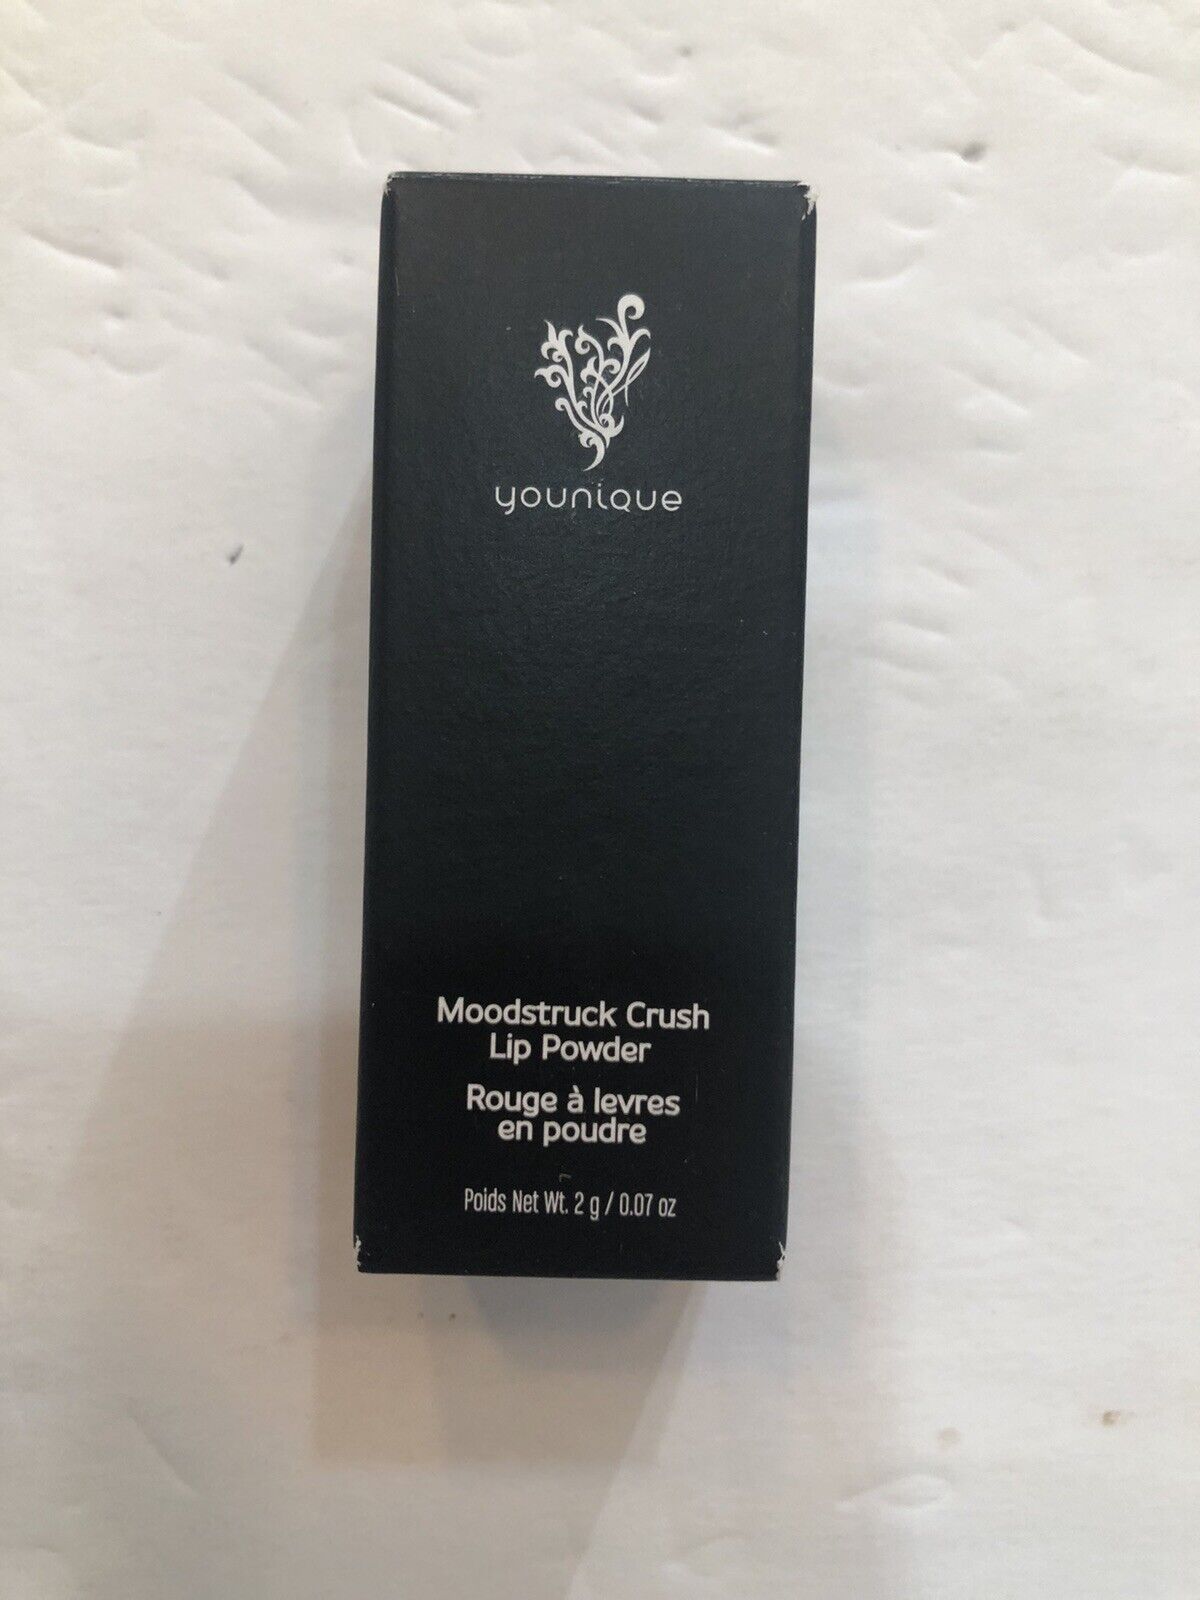 younique
Moodstruck Crush
Lip Powder
Rouge à levres
en poudre
Poids Net Wt. 2 g / 0.07 oz